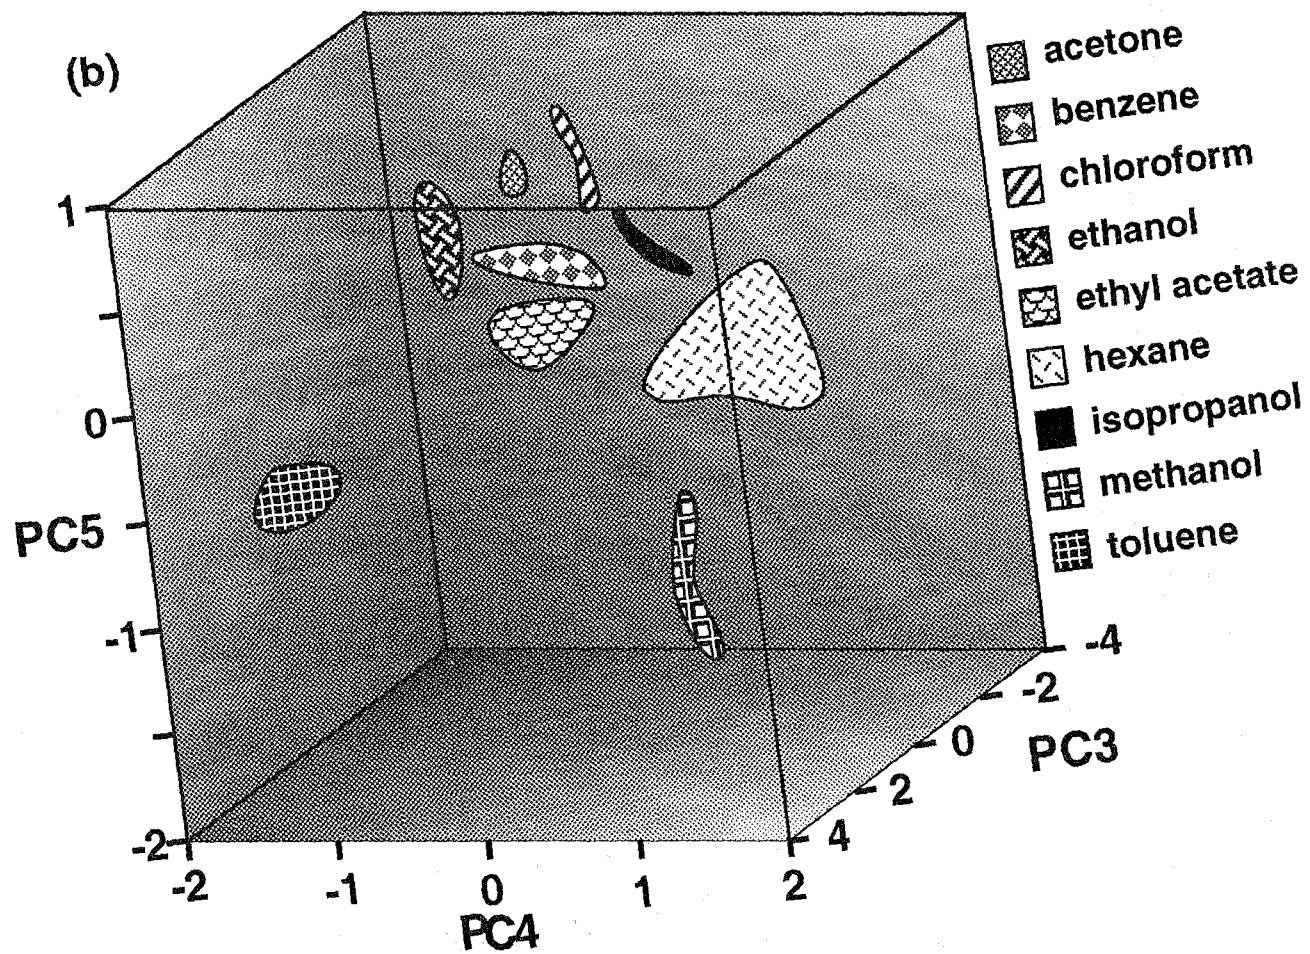 (b)
acetone
benzene
chloroform
ethanol
ethyl acetate
hexane
isopropanol
methanol
toluene
1
0
PC5
-1
-2
-2
-1
0
1
2
PC4
4
2
0
-2
-4
PC3